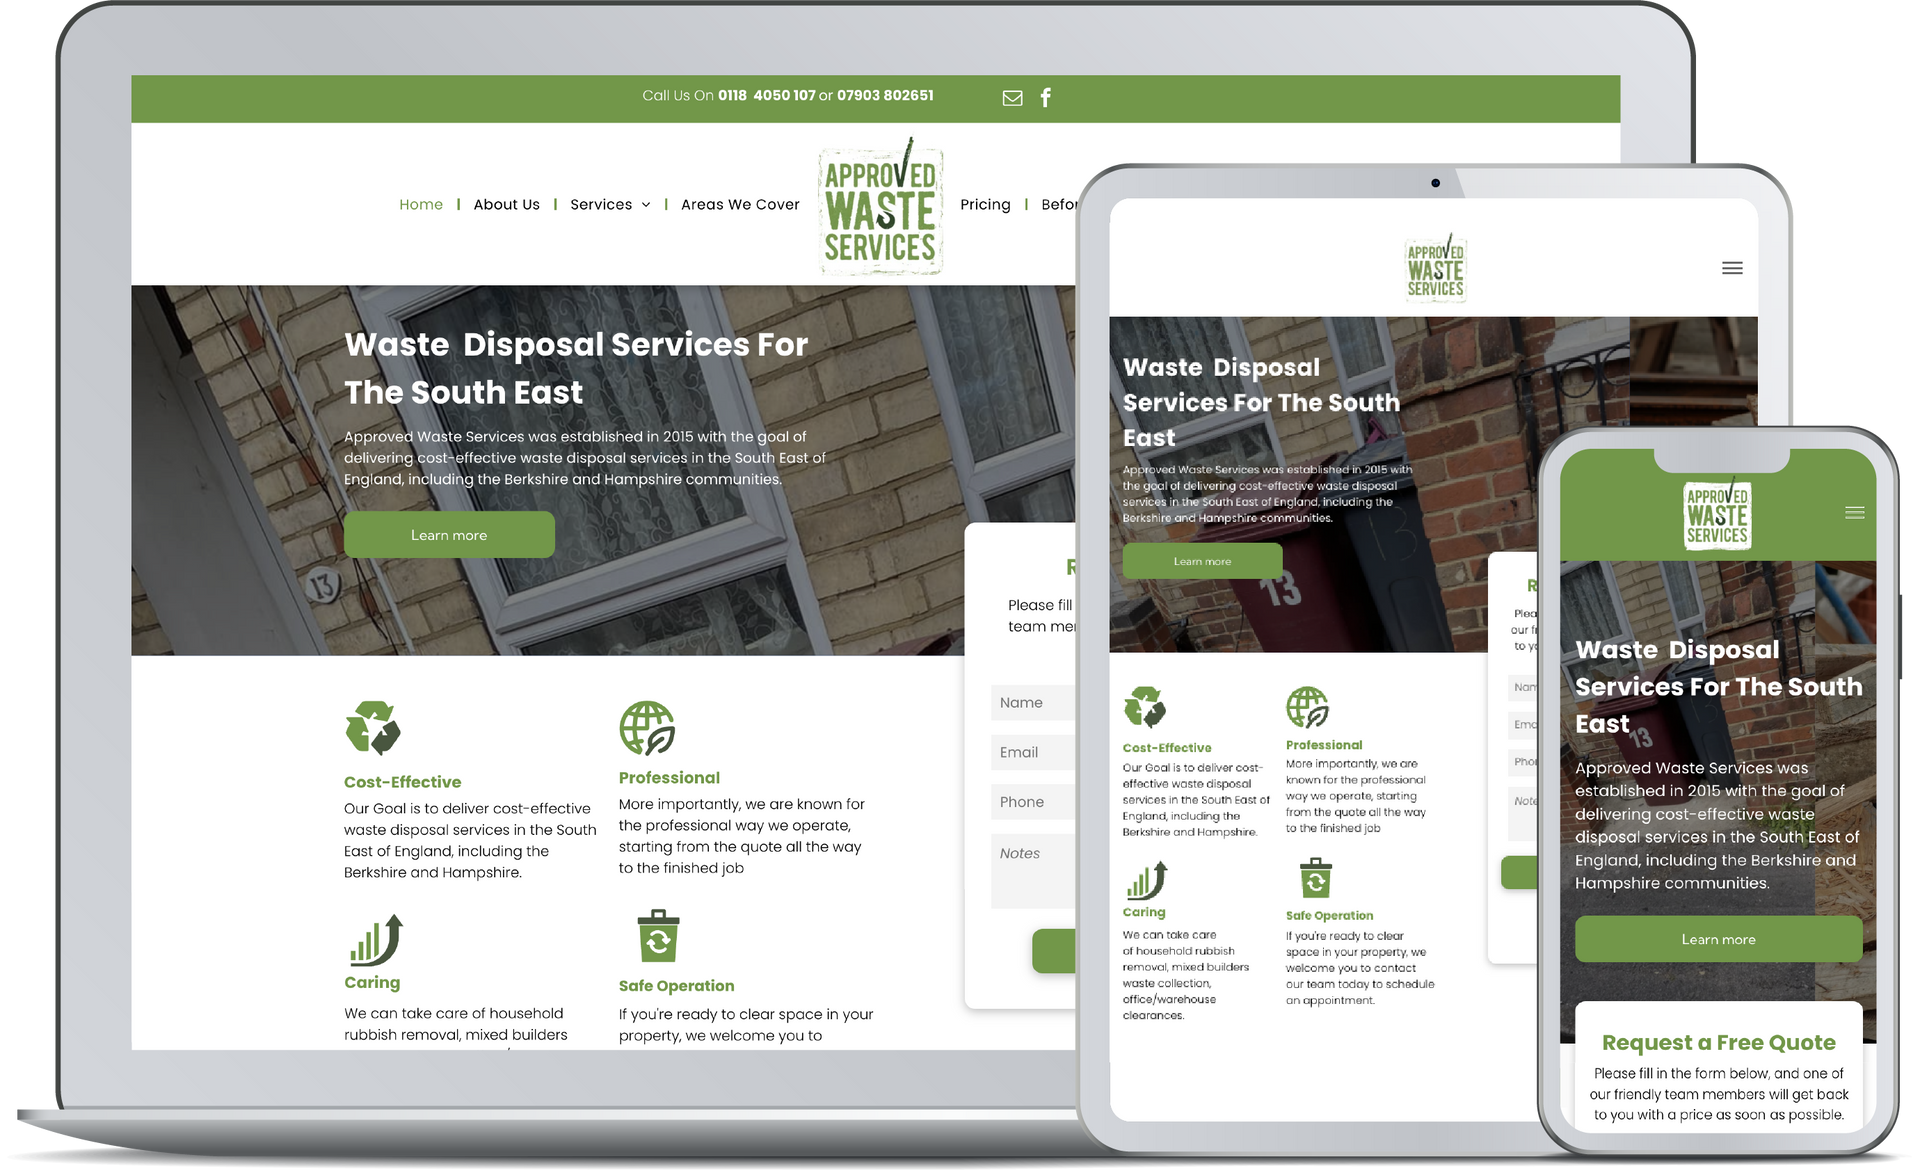 Call Us On 0118 4050 107 or 07903 802651
Home
About Us
Services
Areas We Cover
APPROVED
WASTE
SERVICES
Pricing
Waste Disposal Services For
The South East
Approved Waste Services was established in 2015 with the goal of
delivering cost-effective waste disposal services in the South East of
England, including the Berkshire and Hampshire communities.
Learn more
13
Please fill
Name
Email
Phone
Notes
Cost-Effective
Our Goal is to deliver cost-effective
waste disposal services in the South
East of England, including the
Berkshire and Hampshire.
Professional
More importantly, we are known for
the professional way we operate,
starting from the quote all the way
to the finished job
Caring
We can take care of household
rubbish removal, mixed builders
Safe Operation
If you're ready to clear space in your
property, we welcome you to
APPROVED
WASTE
SERVICES
Waste Disposal
Services For The South
East
Approved Waste Services was established in 2015 with
the goal of delivering cost-effective waste disposal
services in the South East of England, including the
Berkshire and Hampshire communities.
Learn more
13
13
Cost-Effective
Our Goal is to deliver cost-
effective waste disposal
services in the South East of
England, including the
Berkshire and Hampshire.
Professional
More importantly, we are
known for the professional
way we operate, starting
from the quote all the way
to the finished job
Caring
We can take care
of household rubbish
removal, mixed builders
waste collection,
office/warehouse
clearances.
Safe Operation
If you're ready to clear
space in your property, we
welcome you to contact
our team today to schedule
an appointment.
APPROVED
WASTE
SERVICES
Waste Disposal
Services For The South
East
13
Approved Waste Services was
established in 2015 with the goal of
delivering cost-effective waste
disposal services in the South East of
England, including the Berkshire and
Hampshire communities.
Learn more
Request a Free Quote
Please fill in the form below, and one of
our friendly team members will get back
to you with a price as soon as possible.